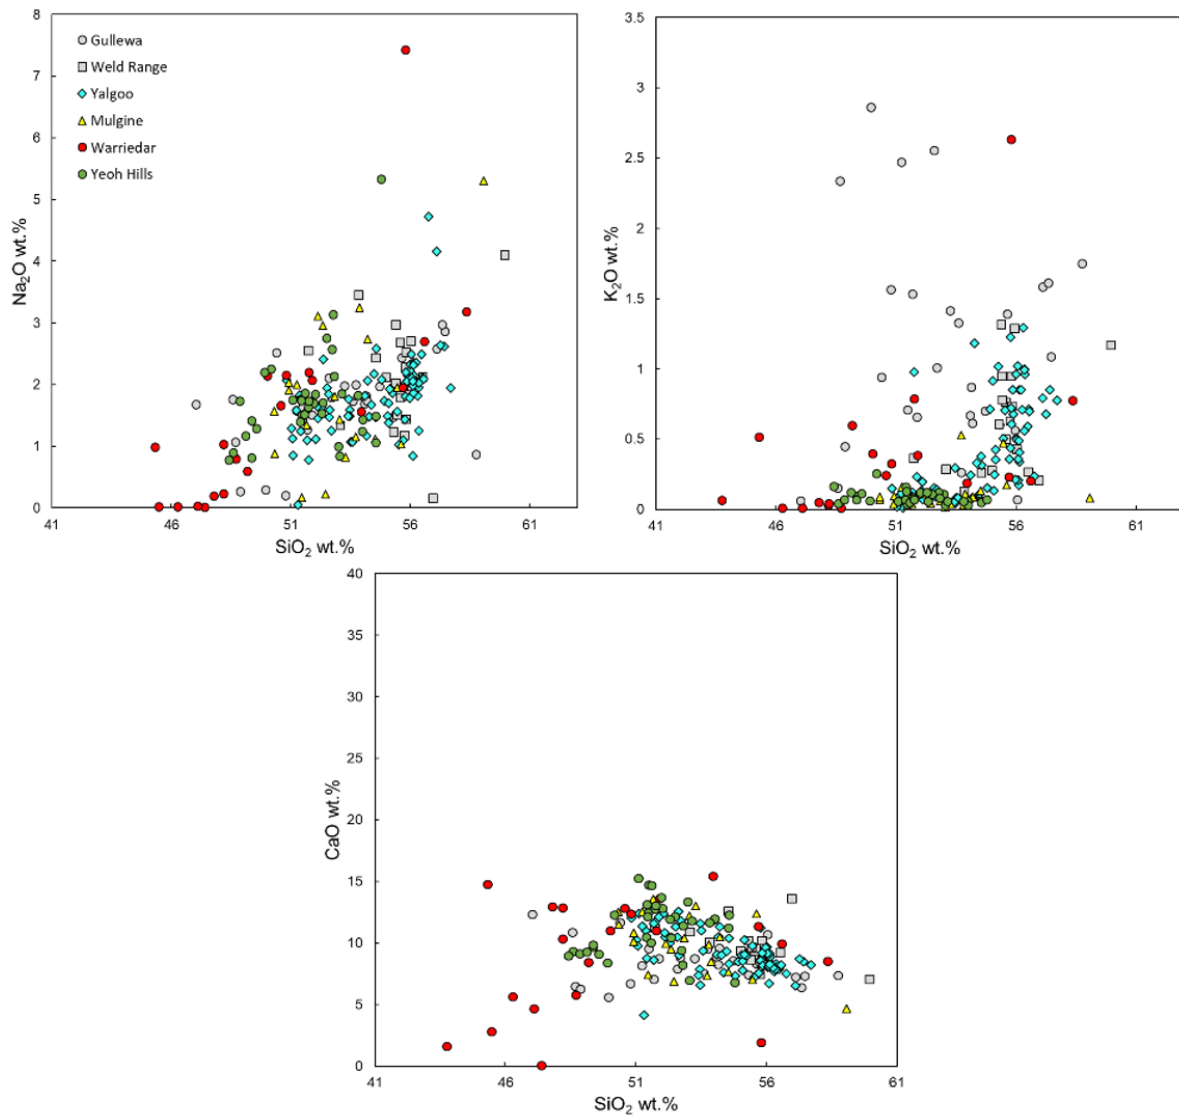 8
7
6
5
4
3
2
1
0
Na₂O wt.%
Gullewa
Weld Range
Yalgoo
Mulgine
Warriedar
Yeoh Hills
41 46 51 56 61
SiO₂ wt.%
3.5
3
2.5
2
1.5
1
0.5
0
K₂O wt.%
41 46 51 56 61
SiO₂ wt.%
40
35
30
25
20
15
10
5
0
CaO wt.%
41 46 51 56 61
SiO₂ wt.%